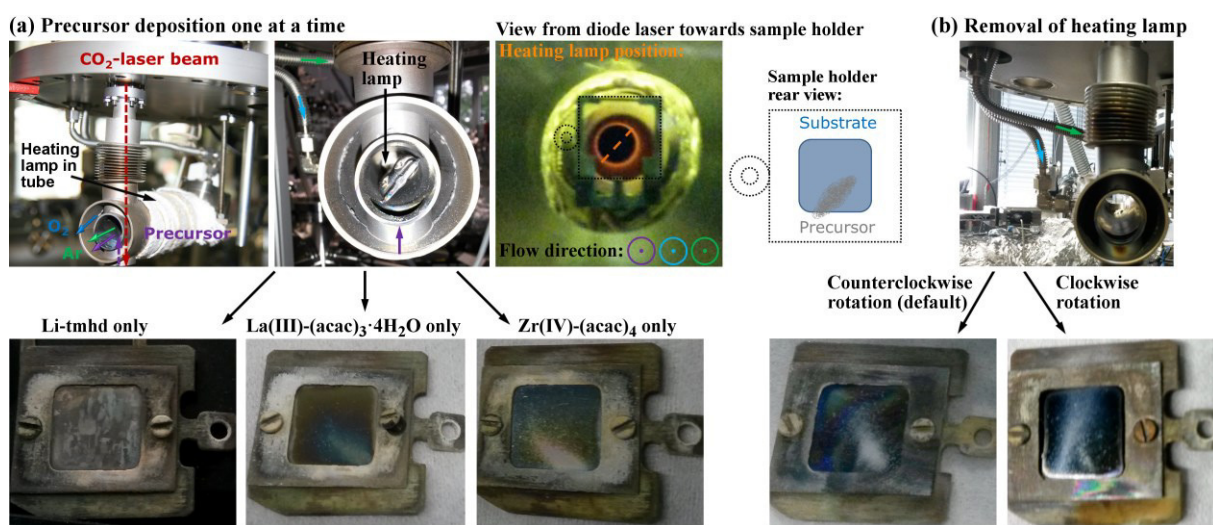 (a) Precursor deposition one at a time
CO₂-laser beam
Heating
lamp in
tube
O₂
Ar
Precursor
Heating
lamp
View from diode laser towards sample holder
Heating lamp position:
Flow direction:
Sample holder
rear view:
Substrate
Precursor
(b) Removal of heating lamp
Counterclockwise
rotation (default)
Clockwise
rotation
Li-tmhd only
La(III)-(acac)₃·4H₂O only
Zr(IV)-(acac)₄ only